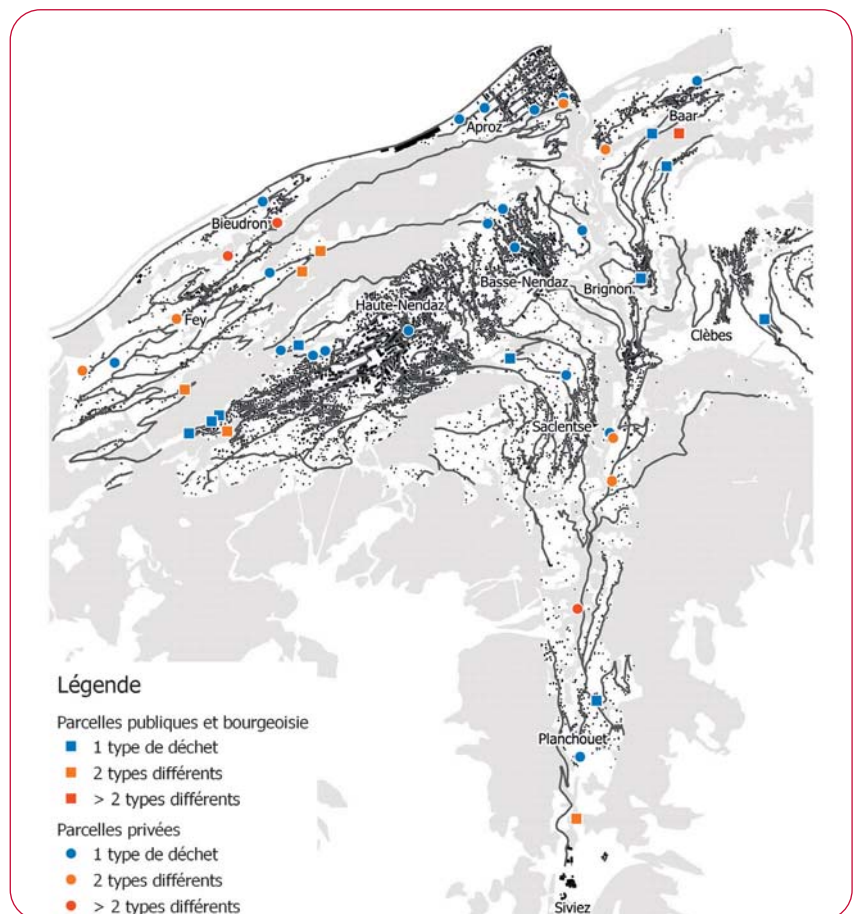 Aproz
Baar
Bieudron
Basse-Nendaz
Brignon
Haute-Nendaz
Fey
Clèbes
Saclentse
Planchouet
Siviez
Légende
Parcelles publiques et bourgeoisie
1 type de déchet
2 types différents
> 2 types différents
Parcelles privées
1 type de déchet
2 types différents
> 2 types différents